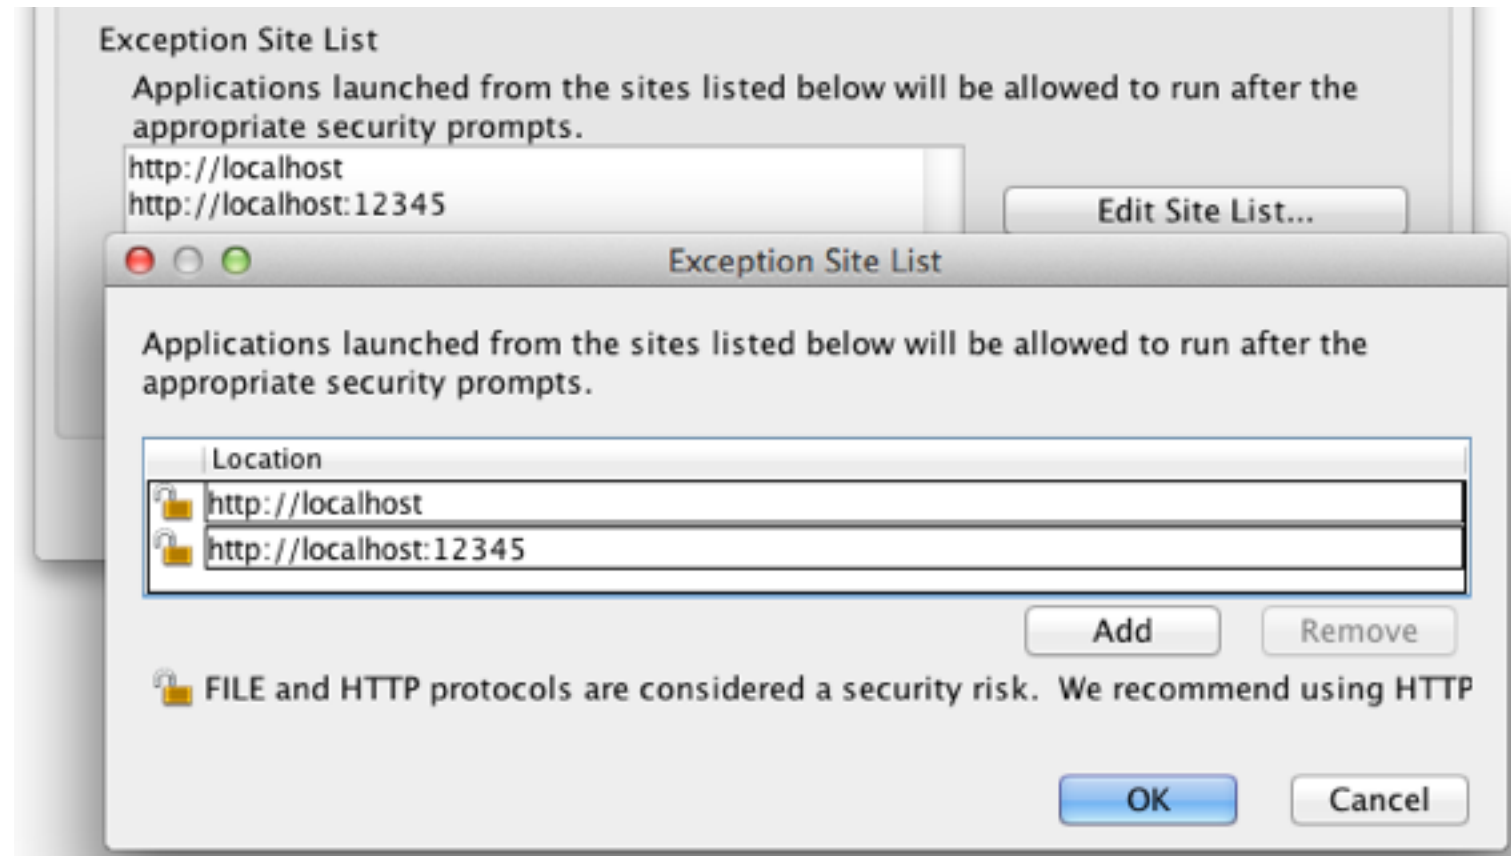 Exception Site List
Applications launched from the sites listed below will be allowed to run after the
appropriate security prompts.
http://localhost
http://localhost:12345
Edit Site List...
Exception Site List
Applications launched from the sites listed below will be allowed to run after the
appropriate security prompts.
Location
http://localhost
http://localhost:12345
Add
Remove
FILE and HTTP protocols are considered a security risk. We recommend using HTTP
OK
Cancel